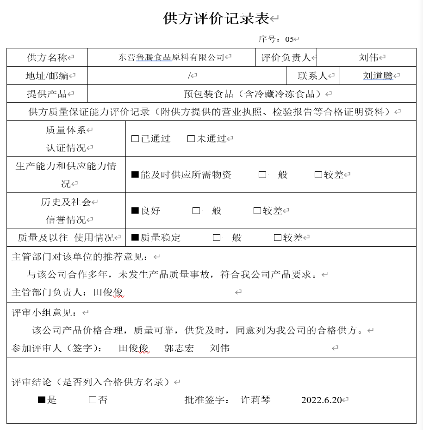 供方评价记录表
序号：05
供方名称 东营鲁联食品原料有限公司 评价负责人 刘伟
地址/邮编 / 联系人 刘道鹏
提供产品 预包装食品（含冷藏冷冻食品）
供方质量保证能力评价记录（附供方提供的营业执照、检验报告等合格证明资料）
质量体系
认证情况 □已通过 □未通过
生产能力和供应能力情
况 ■能及时供应所需物资 □一般 □较差
历史及社会
信誉情况 ■良好 □一般 □较差
质量及以往 使用情况 ■质量稳定 □一般 □较差
主管部门对该单位的推荐意见：
与该公司合作多年，未发生产品质量事故，符合我公司产品要求。
主管部门负责人：田俊俊
评审小组意见：
该公司产品价格合理，质量可靠，供货及时，同意列为我公司的合格供方。
参加评审人（签字）： 田俊俊 郭志宏 刘伟
评审结论（是否列入合格供方名录）
■是 □否 批准签字： 许莉琴 2022.6.20